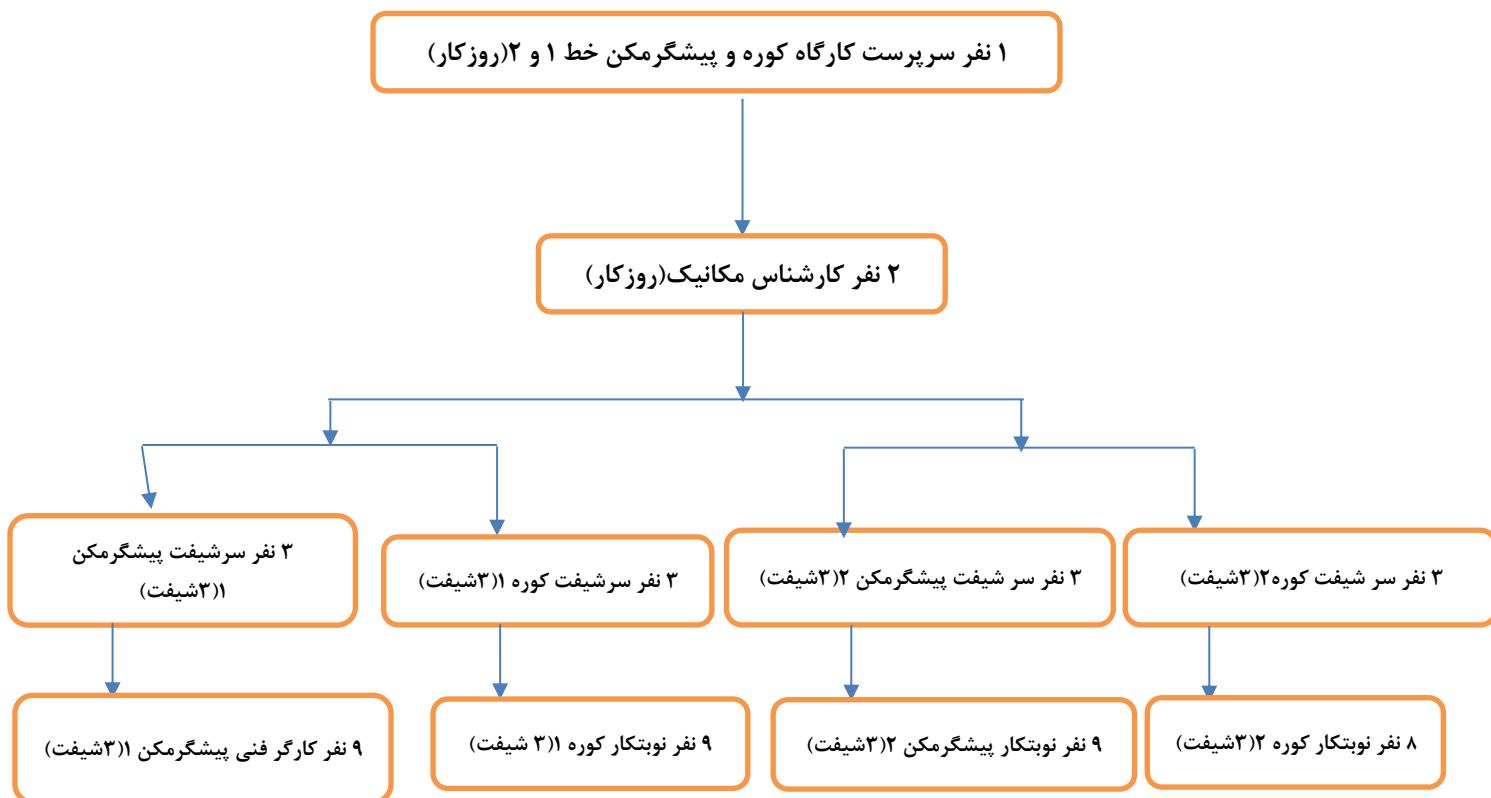 ۱ نفر سرپرست کارگاه کوره و پیشگرمکن خط ۱ و ۲(روزکار)
۲ نفر کارشناس مکانیک(روزکار)
۳ نفر سر شیفت کوره۲(۳شیفت)
۳ نفر سر شیفت پیشگرمکن ۲(۳شیفت)
۳ نفر سرشیفت کوره ۱(۳شیفت)
۳ نفر سرشیفت پیشگرمکن
۱(۳شیفت)
۸ نفر نوبتکار کوره ۲(۳شیفت)
۹ نفر نوبتکار پیشگرمکن ۲(۳شیفت)
۹ نفر نوبتکار کوره ۱(۳ شیفت)
۹ نفر کارگر فنی پیشگرمکن ۱(۳شیفت)